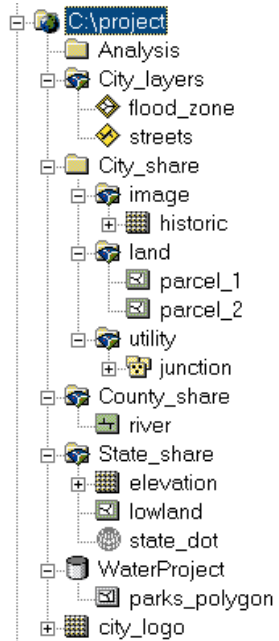 C:\project
Analysis
City_layers
flood_zone
streets
City_share
image
historic
land
parcel_1
parcel_2
utility
junction
County_share
river
State_share
elevation
lowland
state_dot
WaterProject
parks_polygon
city_logo